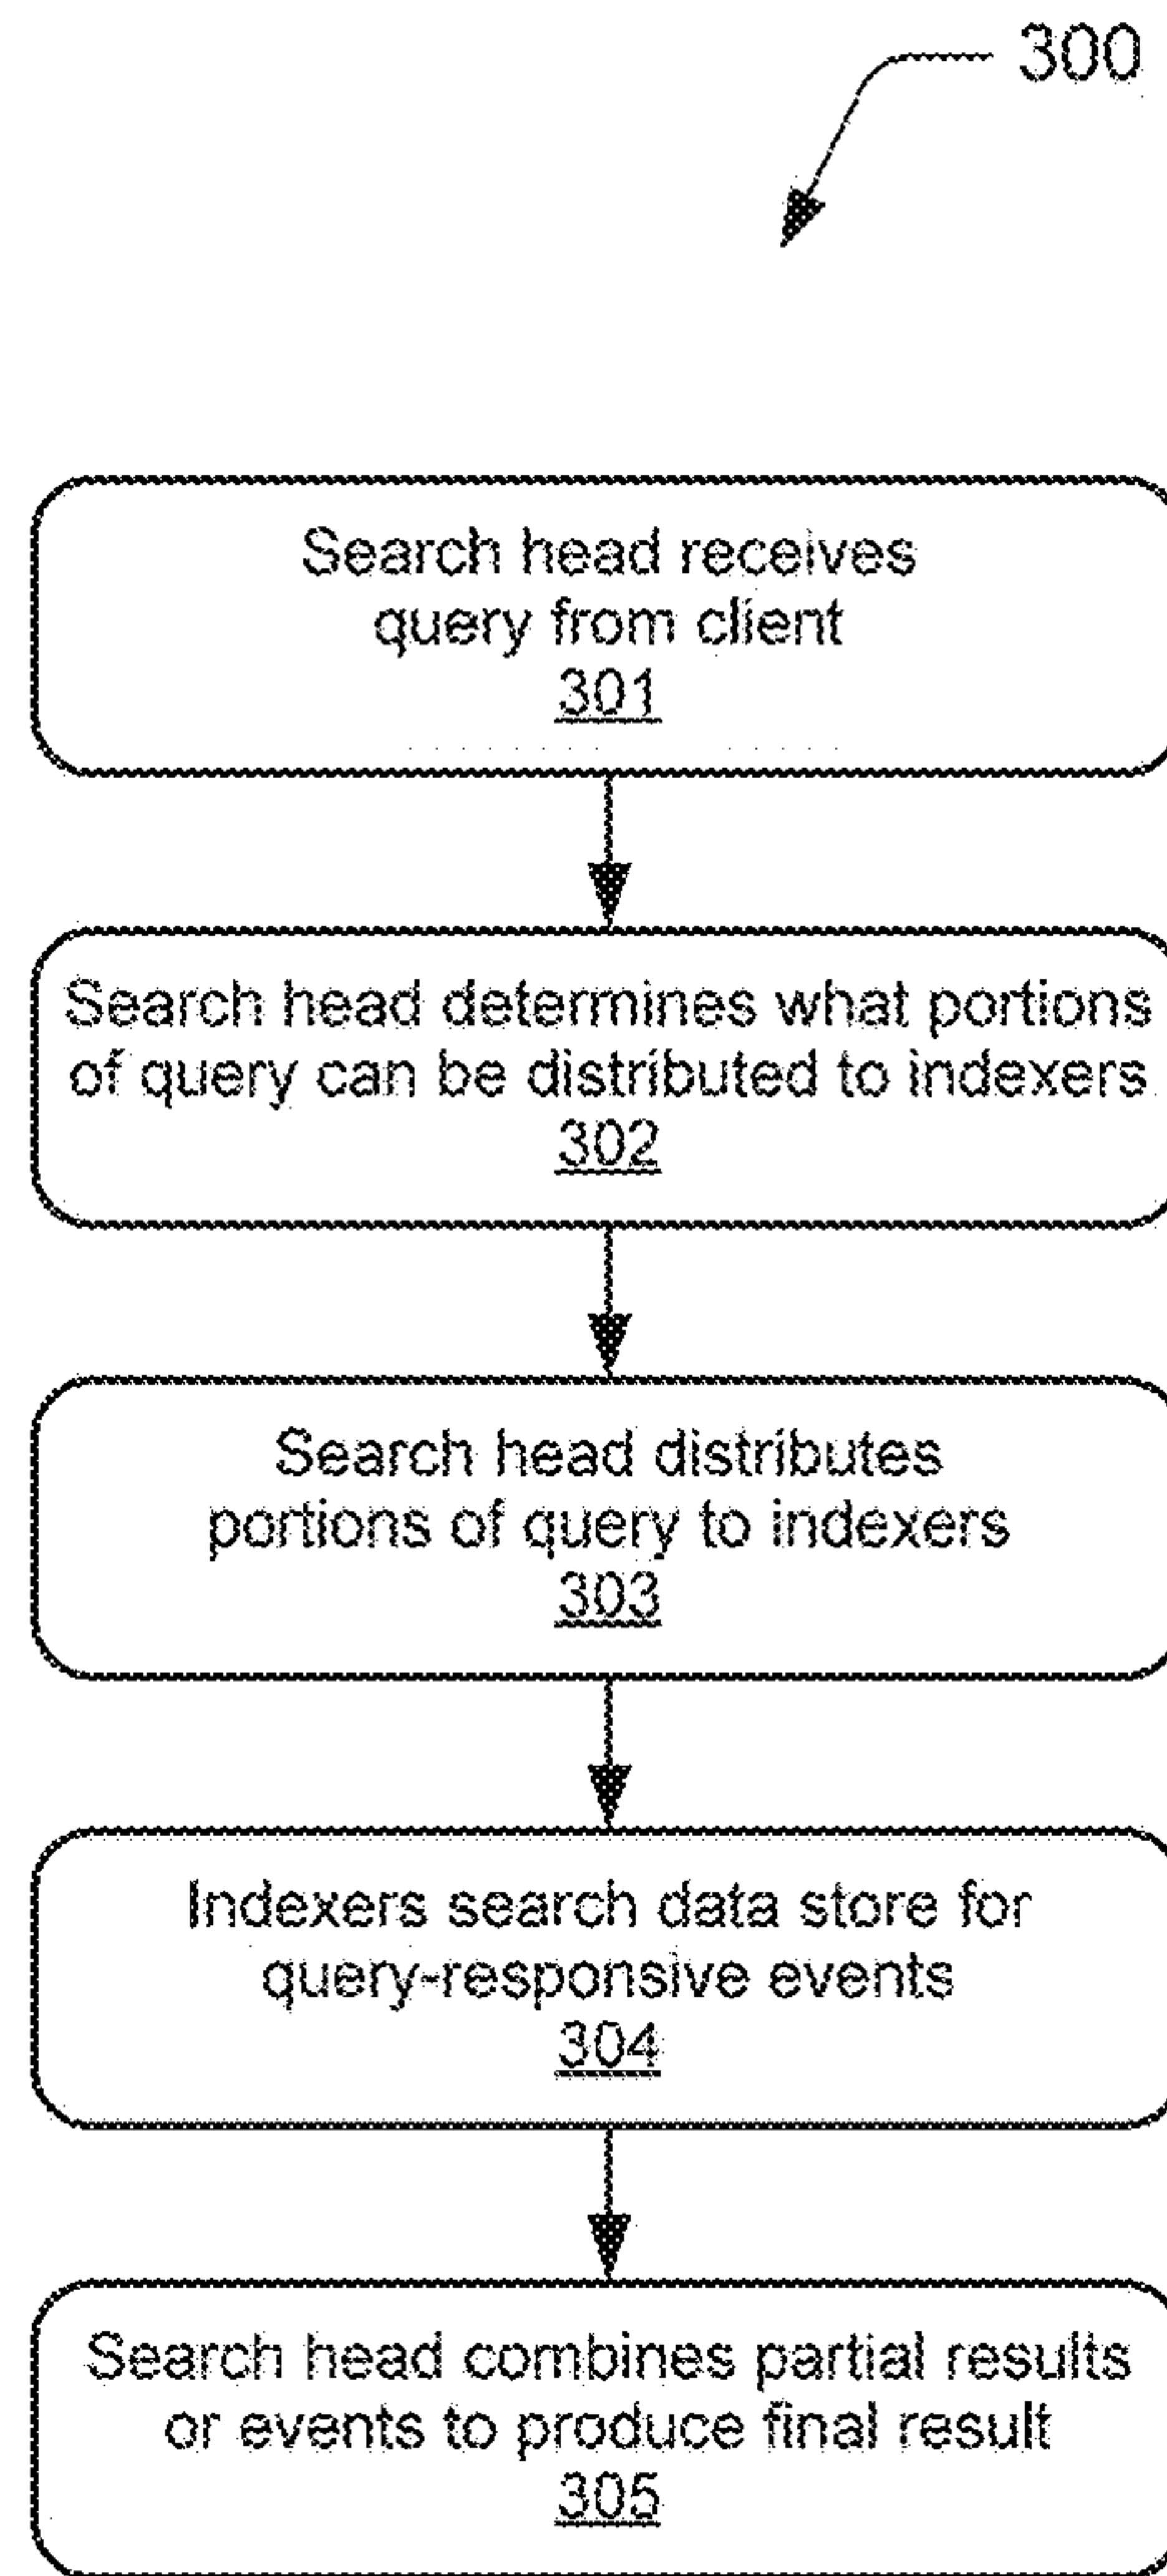 300
Search head receives
query from client
301
Search head determines what portions
of query can be distributed to indexers
302
Search head distributes
portions of query to indexers
303
Indexers search data store for
query-responsive events
304
Search head combines partial results
or events to produce final result
305